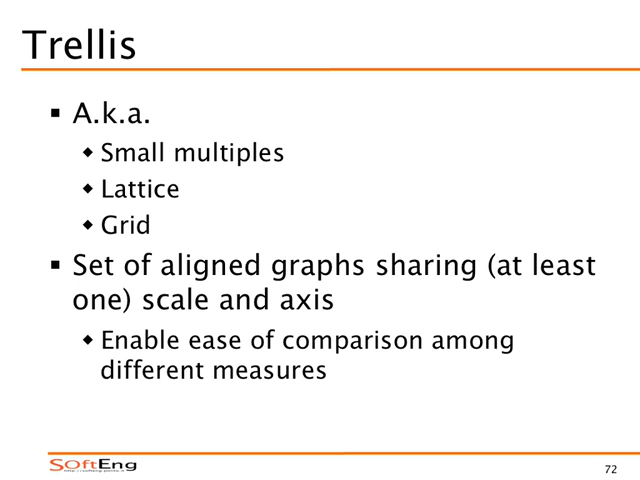 Trellis
▪ A.k.a.
◆ Small multiples
◆ Lattice
◆ Grid
▪ Set of aligned graphs sharing (at least
one) scale and axis
◆ Enable ease of comparison among
different measures
SOftEng
72